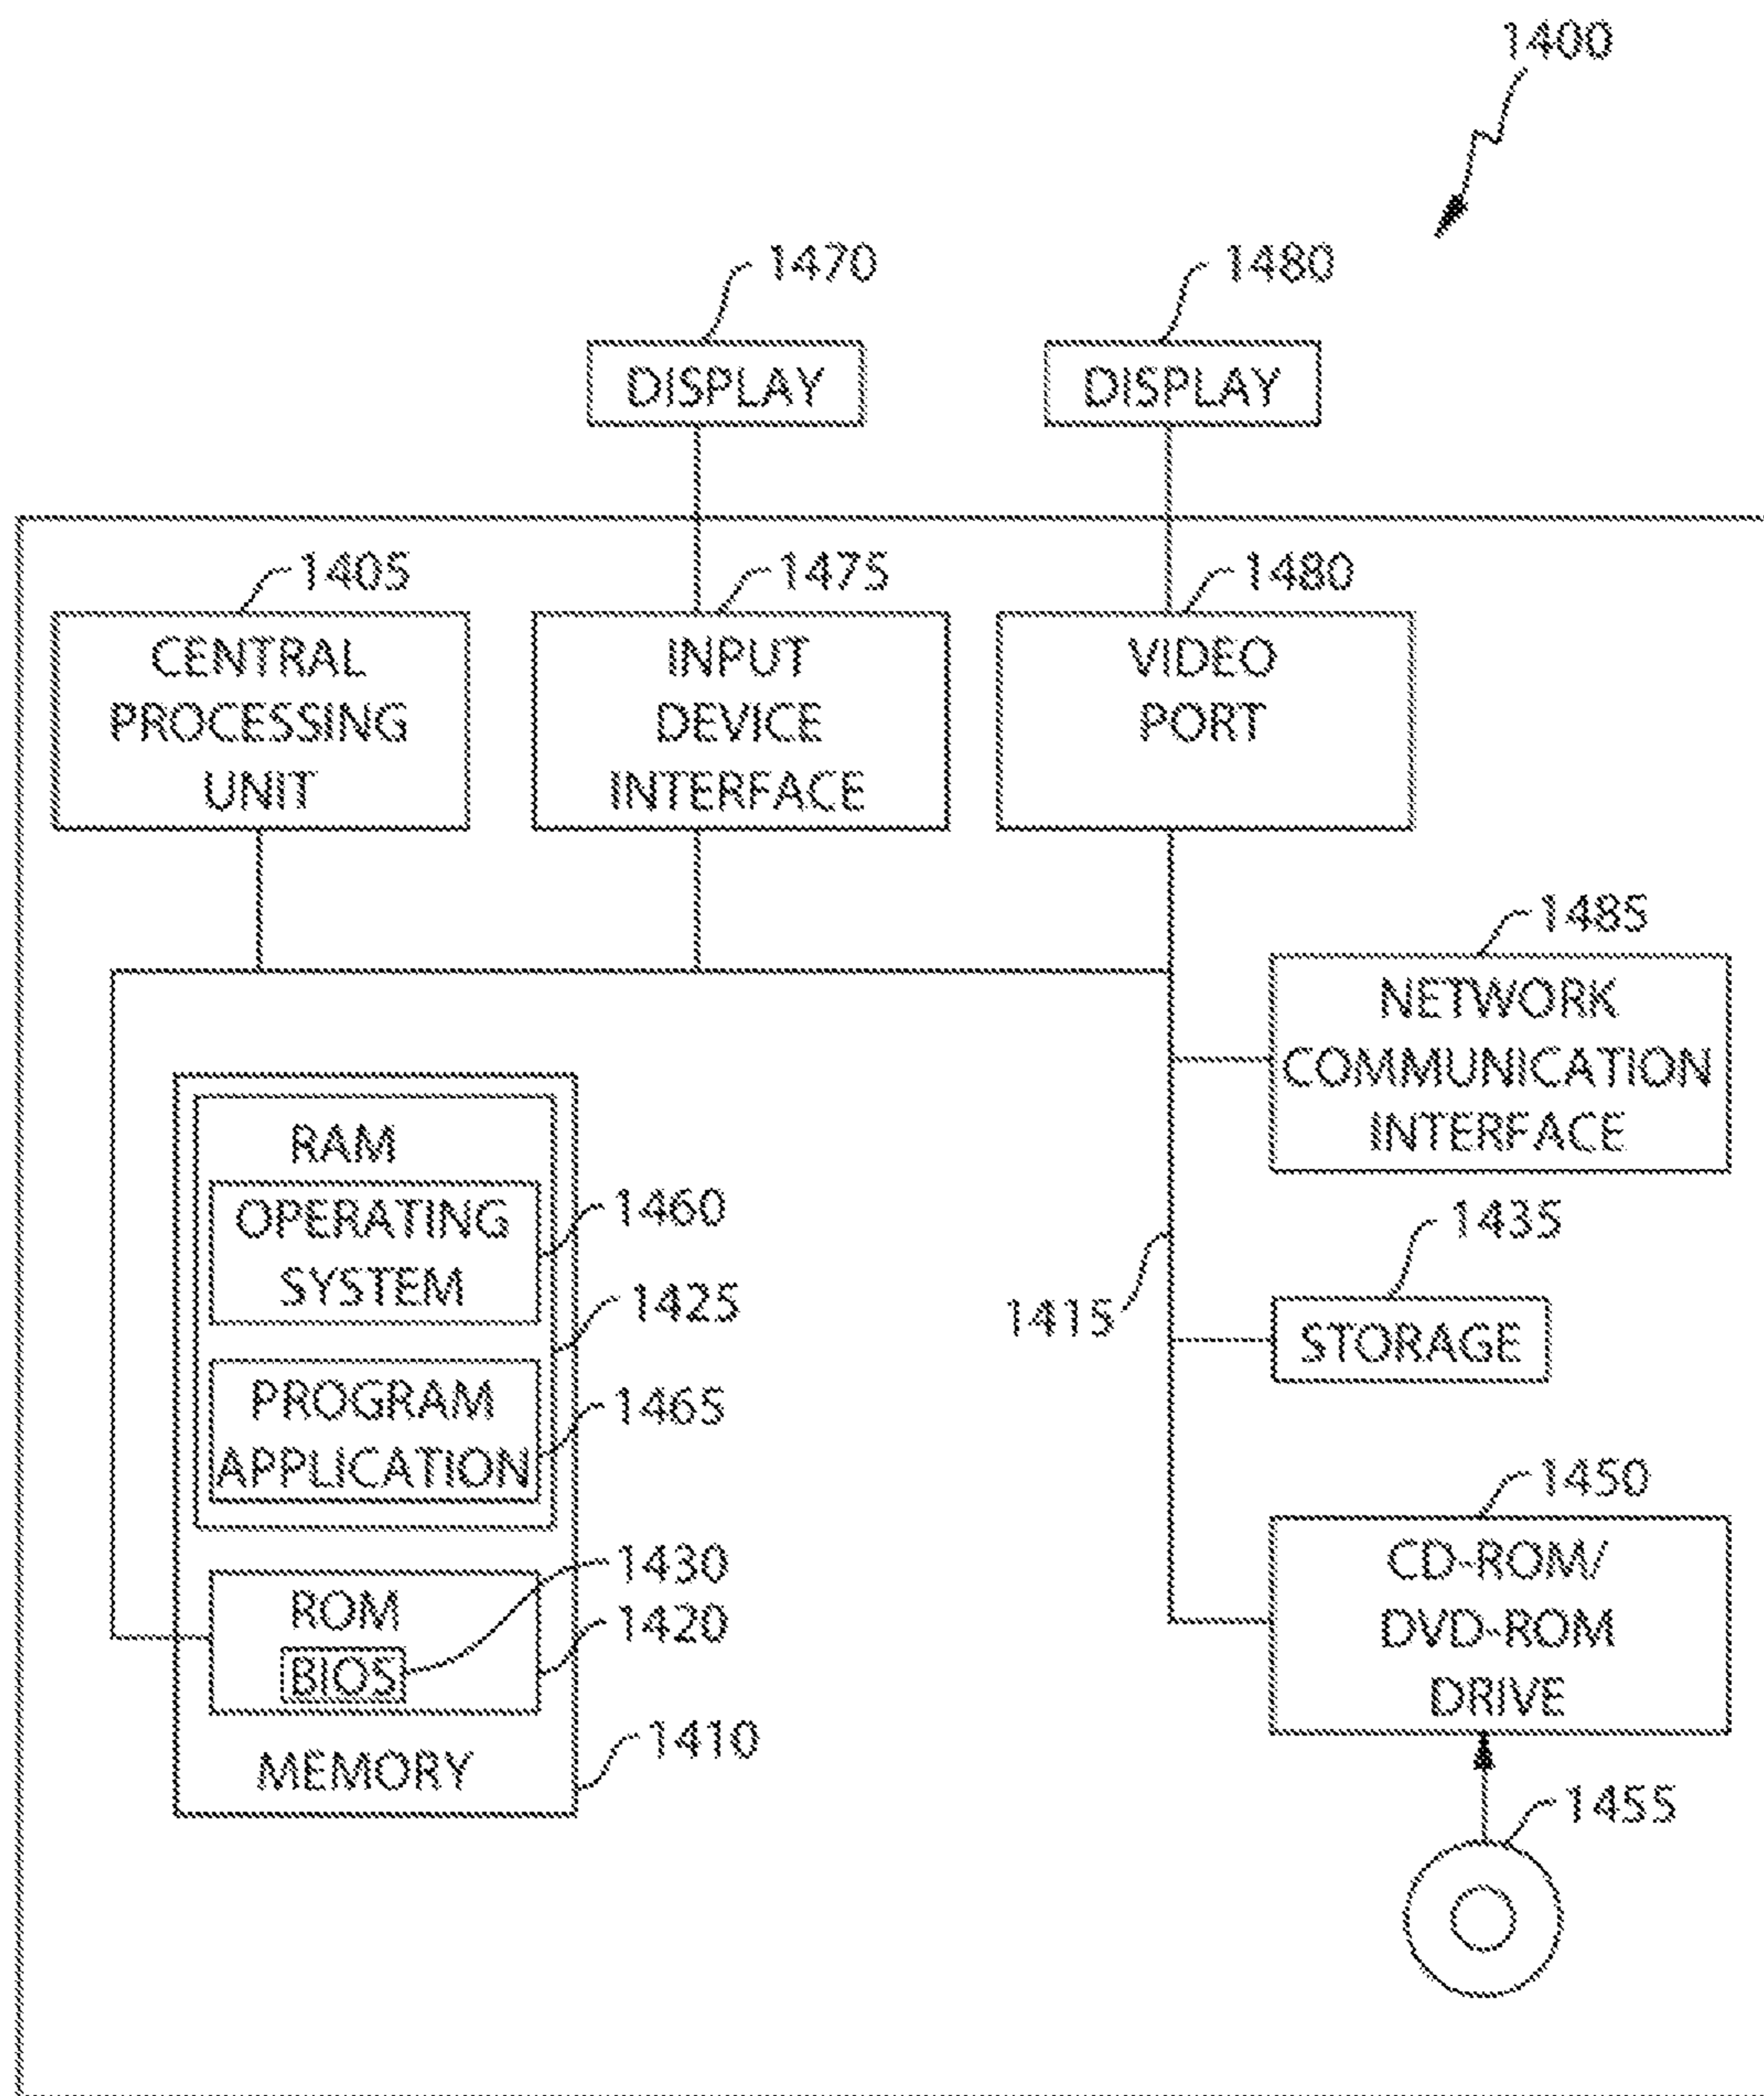 1400
1470
1480
DISPLAY
DISPLAY
1405
1475
1480
CENTRAL
PROCESSING
UNIT
INPUT
DEVICE
INTERFACE
VIDEO
PORT
1485
NETWORK
COMMUNICATION
INTERFACE
RAM
OPERATING
SYSTEM
1460
1425
PROGRAM
APPLICATION
1465
1415
1435
STORAGE
1430
ROM
1420
BIOS
1410
MEMORY
1450
CD-ROM/
DVD-ROM
DRIVE
1455